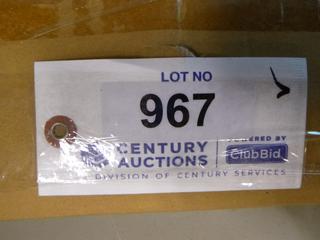 LOT NO
967
CENTURY
AUCTIONS
POWERED BY
ClubBid
DIVISION OF CENTURY SERVICES